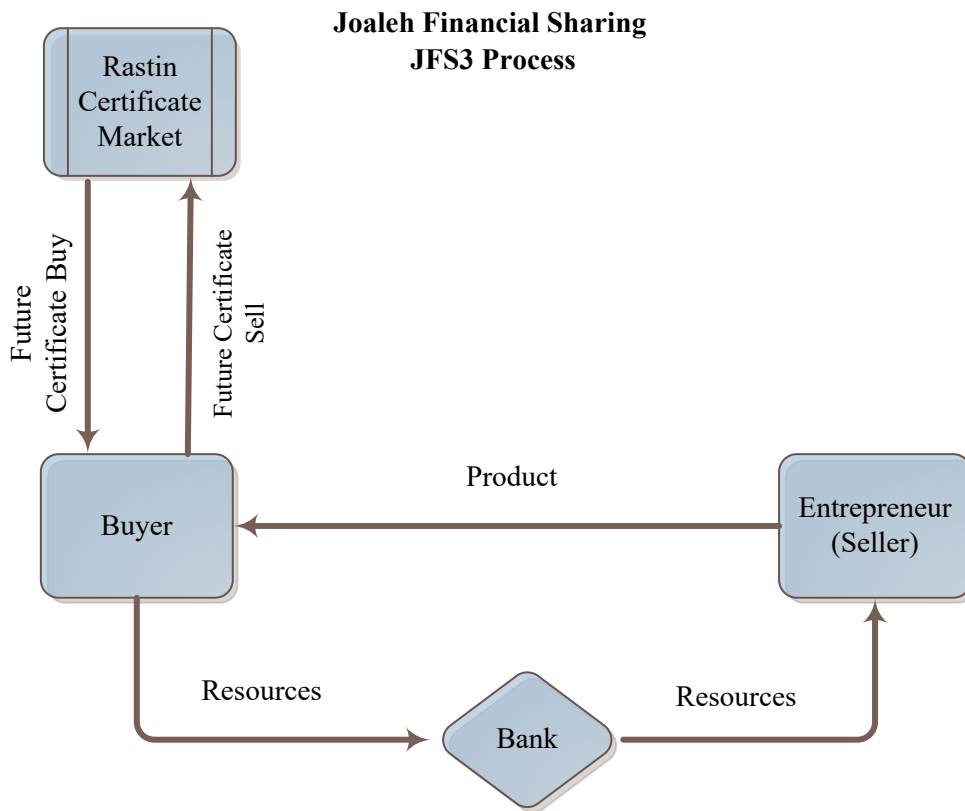 Joaleh Financial Sharing
JFS3 Process
Rastin
Certificate
Market
Future
Certificate Buy
Future Certificate
Sell
Product
Buyer
Entrepreneur
(Seller)
Resources
Bank
Resources